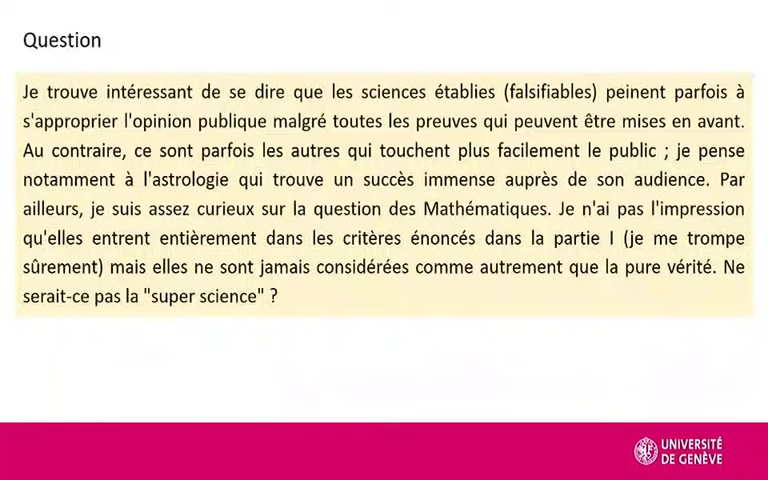 Question
Je trouve intéressant de se dire que les sciences établies (falsifiables) peinent parfois à
s'approprier l'opinion publique malgré toutes les preuves qui peuvent être mises en avant.
Au contraire, ce sont parfois les autres qui touchent plus facilement le public ; je pense
notamment à l'astrologie qui trouve un succès immense auprès de son audience. Par
ailleurs, je suis assez curieux sur la question des Mathématiques. Je n'ai pas l'impression
qu'elles entrent entièrement dans les critères énoncés dans la partie I (je me trompe
sûrement) mais elles ne sont jamais considérées comme autrement que la pure vérité. Ne
serait-ce pas la "super science" ?
UNIVERSITÉ
DE GENÈVE